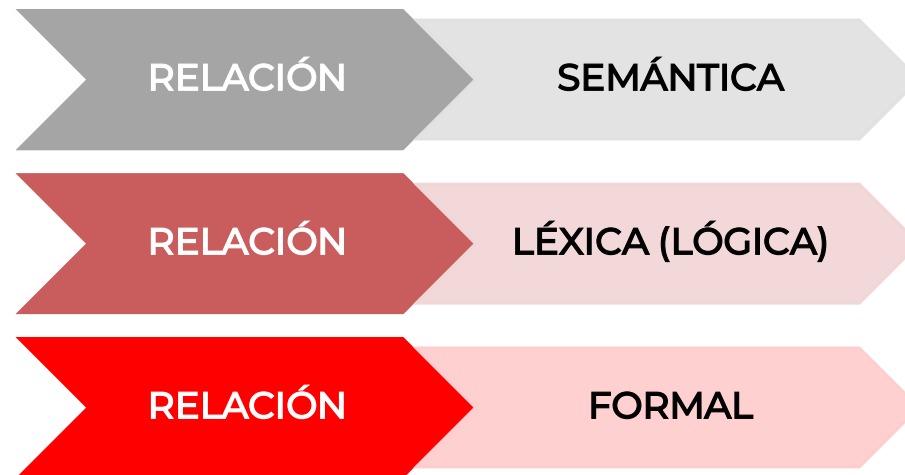 RELACIÓN SEMÁNTICA
RELACIÓN LÉXICA (LÓGICA)
RELACIÓN FORMAL